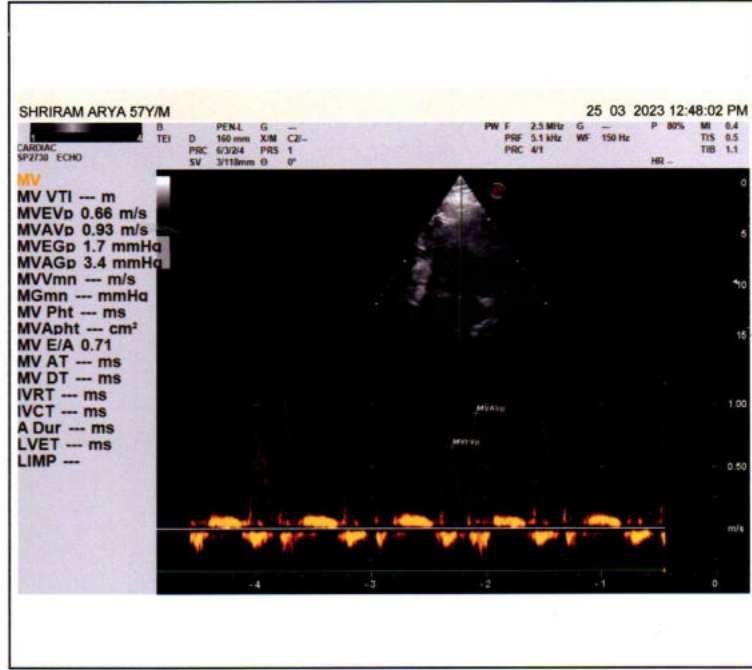 SHRIRAM ARYA 57Y/M
25 03 2023 12:48:02 PM
1 4
CARDIAC
SP2730 ECHO
B PEN-L G ---
TEI D 160 mm X/M C2/--
PRC 6/3/2/4 PRS 1
SV 3/118mm Θ 0°
PW F 2.5 MHz G --- P 80% MI 0.4
PRF 5.1 kHz WF 150 Hz TIS 0.5
PRC 4/1 TIB 1.1
HR --
MV
MV VTI --- m
MVEVp 0.66 m/s
MVAVp 0.93 m/s
MVEGp 1.7 mmHg
MVAGp 3.4 mmHg
MVVmn --- m/s
MGmn --- mmHg
MV Pht --- ms
MVApht --- cm²
MV E/A 0.71
MV AT --- ms
MV DT --- ms
IVRT --- ms
IVCT --- ms
A Dur --- ms
LVET --- ms
LIMP ---
0
5
10
15
MVAVp
MVEVp
1.00
0.50
m/s
-4 -3 -2 -1 0